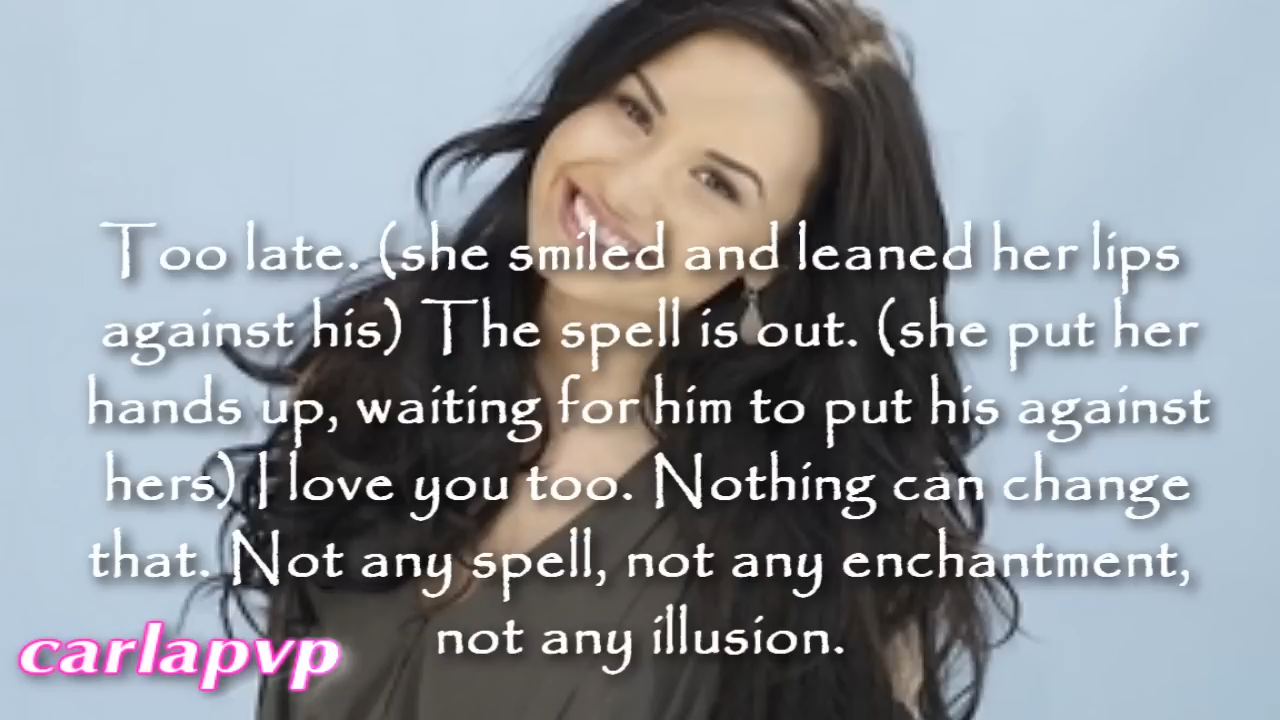 Too late. (she smiled and leaned her lips
against his) The spell is out. (she put her
hands up, waiting for him to put his against
hers) I love you too. Nothing can change
that. Not any spell, not any enchantment,
not any illusion.
carlapvp